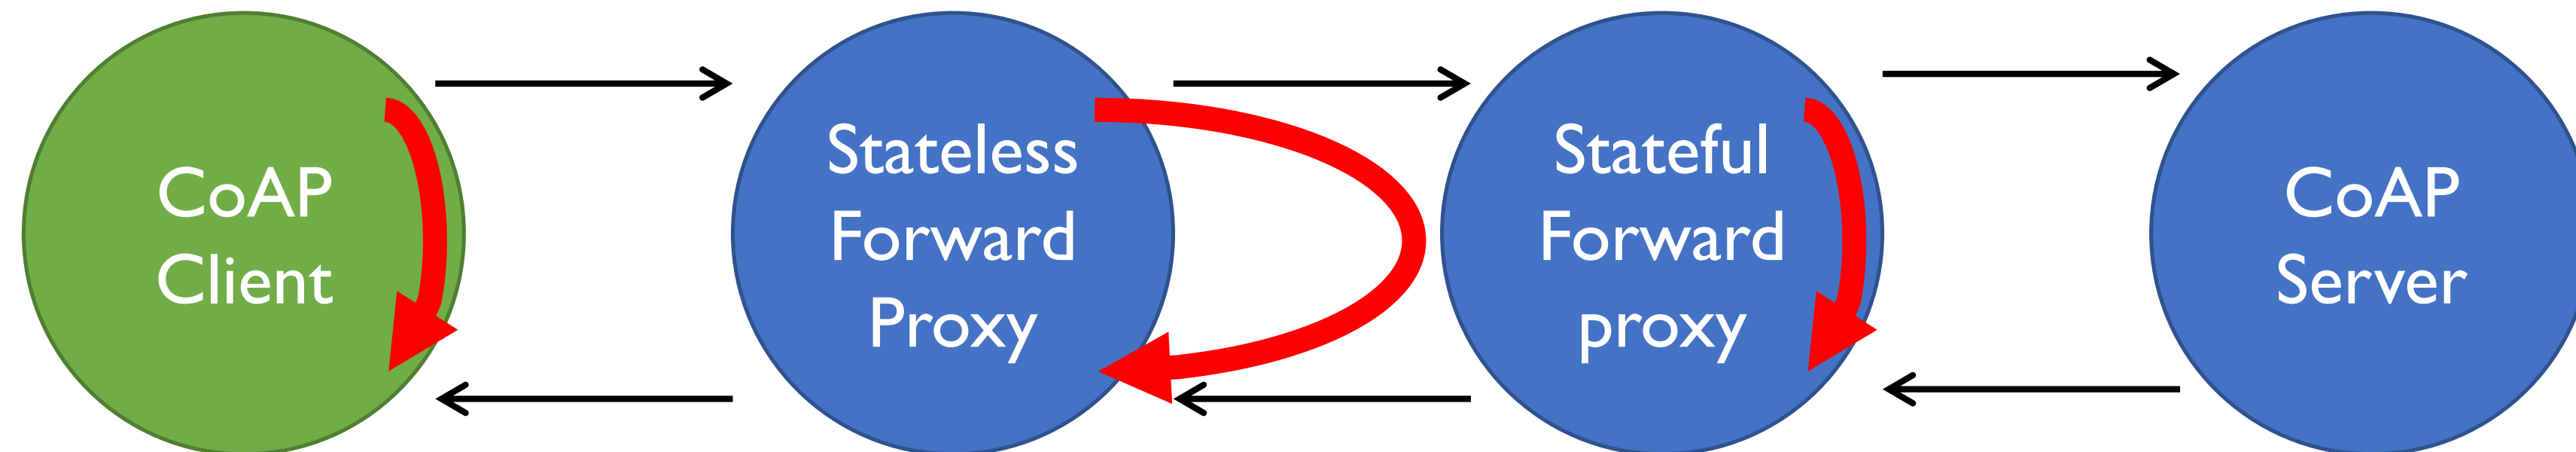 CoAP
Client
Stateless
Forward
Proxy
Stateful
Forward
proxy
CoAP
Server